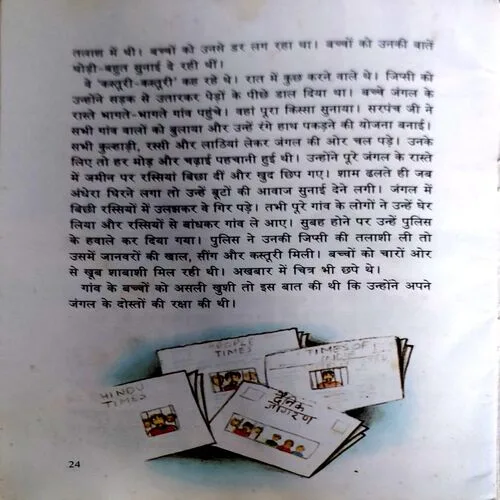 तलाश में थी। बच्चों को उनसे डर लग रहा था। बच्चों को उनकी बातें
थोड़ी-बहुत सुनाई दे रही थीं।
वे 'कस्तूरी-कस्तूरी' कह रहे थे। रात में कुछ करने वाले थे। जिप्सी को
उन्होंने सड़क से उतारकर पेड़ों के पीछे डाल दिया था। बच्चे जंगल के
रास्ते भागते-भागते गांव पहुंचे। वहां पूरा किस्सा सुनाया। सरपंच जी ने
सभी गांव वालों को बुलाया और उन्हें रंगे हाथ पकड़ने की योजना बनाई।
सभी कुल्हाड़ी, रस्सी और लाठियां लेकर जंगल की ओर चल पड़े। उनके
लिए तो हर मोड़ और चढ़ाई पहचानी हुई थी। उन्होंने पूरे जंगल के रास्ते
में जमीन पर रस्सियां बिछा दीं और खुद छिप गए। शाम ढलते ही जब
अंधेरा घिरने लगा तो उन्हें बूटों की आवाज सुनाई देने लगी। जंगल में
बिछी रस्सियों में उलझकर वे गिर पड़े। तभी पूरे गांव के लोगों ने उन्हें घेर
लिया और रस्सियों से बांधकर गांव ले आए। सुबह होने पर उन्हें पुलिस
के हवाले कर दिया गया। पुलिस ने उनकी जिप्सी की तलाशी ली तो
उसमें जानवरों की खाल, सींग और कस्तूरी मिली। बच्चों को चारों ओर
से खूब शाबाशी मिल रही थी। अखबार में चित्र भी छपे थे।
गांव के बच्चों को असली खुशी तो इस बात की थी कि उन्होंने अपने
जंगल के दोस्तों की रक्षा की थी।
PEOPLE
TIMES
TIMES OF
HINDU
TIMES
दैनिक
जागरण
24